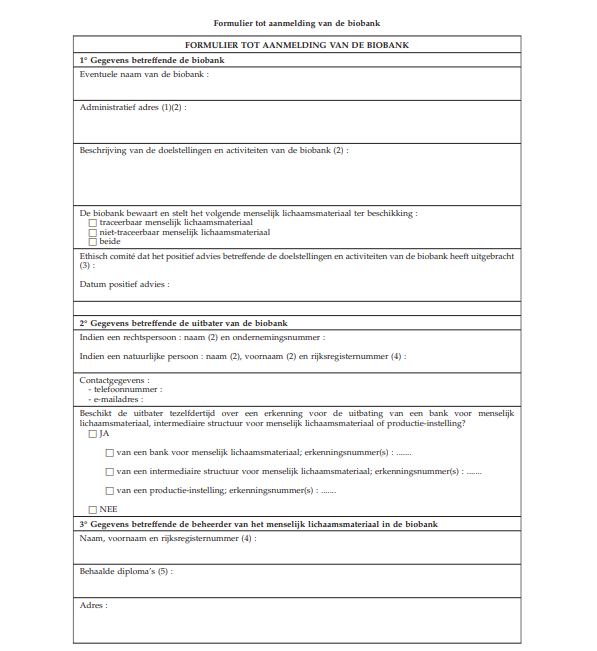 Formulier tot aanmelding van de biobank
FORMULIER TOT AANMELDING VAN DE BIOBANK
1° Gegevens betreffende de biobank
Eventuele naam van de biobank :
Administratief adres (1)(2) :
Beschrijving van de doelstellingen en activiteiten van de biobank (2) :
De biobank bewaart en stelt het volgende menselijk lichaamsmateriaal ter beschikking :
traceerbaar menselijk lichaamsmateriaal
niet-traceerbaar menselijk lichaamsmateriaal
beide
Ethisch comité dat het positief advies betreffende de doelstellingen en activiteiten van de biobank heeft uitgebracht
(3) :
Datum positief advies :
2° Gegevens betreffende de uitbater van de biobank
Indien een rechtspersoon : naam (2) en ondernemingsnummer :
Indien een natuurlijke persoon : naam (2), voornaam (2) en rijksregisternummer (4) :
Contactgegevens :
- telefoonnummer :
- e-mailadres :
Beschikt de uitbater tezelfdertijd over een erkenning voor de uitbating van een bank voor menselijk
lichaamsmateriaal, intermediaire structuur voor menselijk lichaamsmateriaal of productie-instelling?
JA
van een bank voor menselijk lichaamsmateriaal; erkenningsnummer(s) : .......
van een intermediaire structuur voor menselijk lichaamsmateriaal; erkenningsnummer(s) : .......
van een productie-instelling; erkenningsnummer(s) : .......
NEE
3° Gegevens betreffende de beheerder van het menselijk lichaamsmateriaal in de biobank
Naam, voornaam en rijksregisternummer (4) :
Behaalde diploma's (5) :
Adres :